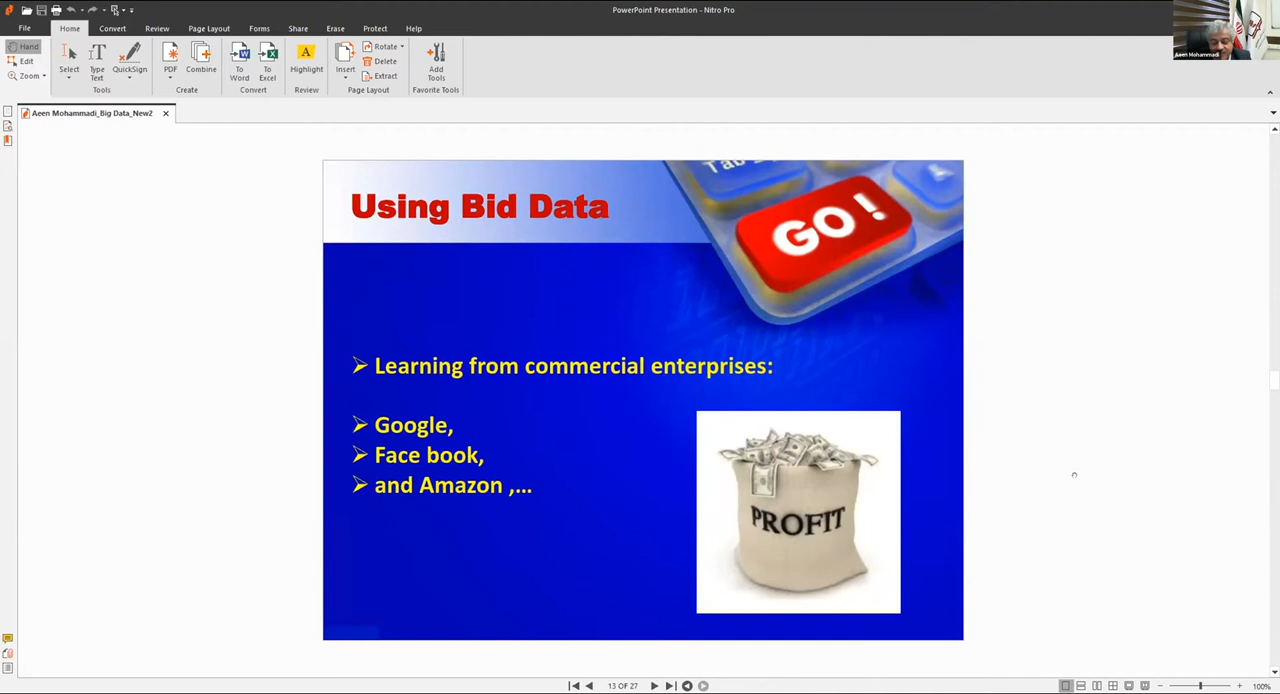 PowerPoint Presentation - Nitro Pro
File Home Convert Review Page Layout Forms Share Erase Protect Help
Hand
Edit
Zoom
Select
Type Text
QuickSign
PDF
Combine
To Word
To Excel
Highlight
Insert
Rotate
Delete
Extract
Add Tools
Tools Create Convert Review Page Layout Favorite Tools
Aeen Mohammadi
Aeen Mohammadi_Big Data_New2
Using Bid Data
Tab
GO !
Learning from commercial enterprises:
Google,
Face book,
and Amazon ,...
PROFIT
13 OF 27
100%